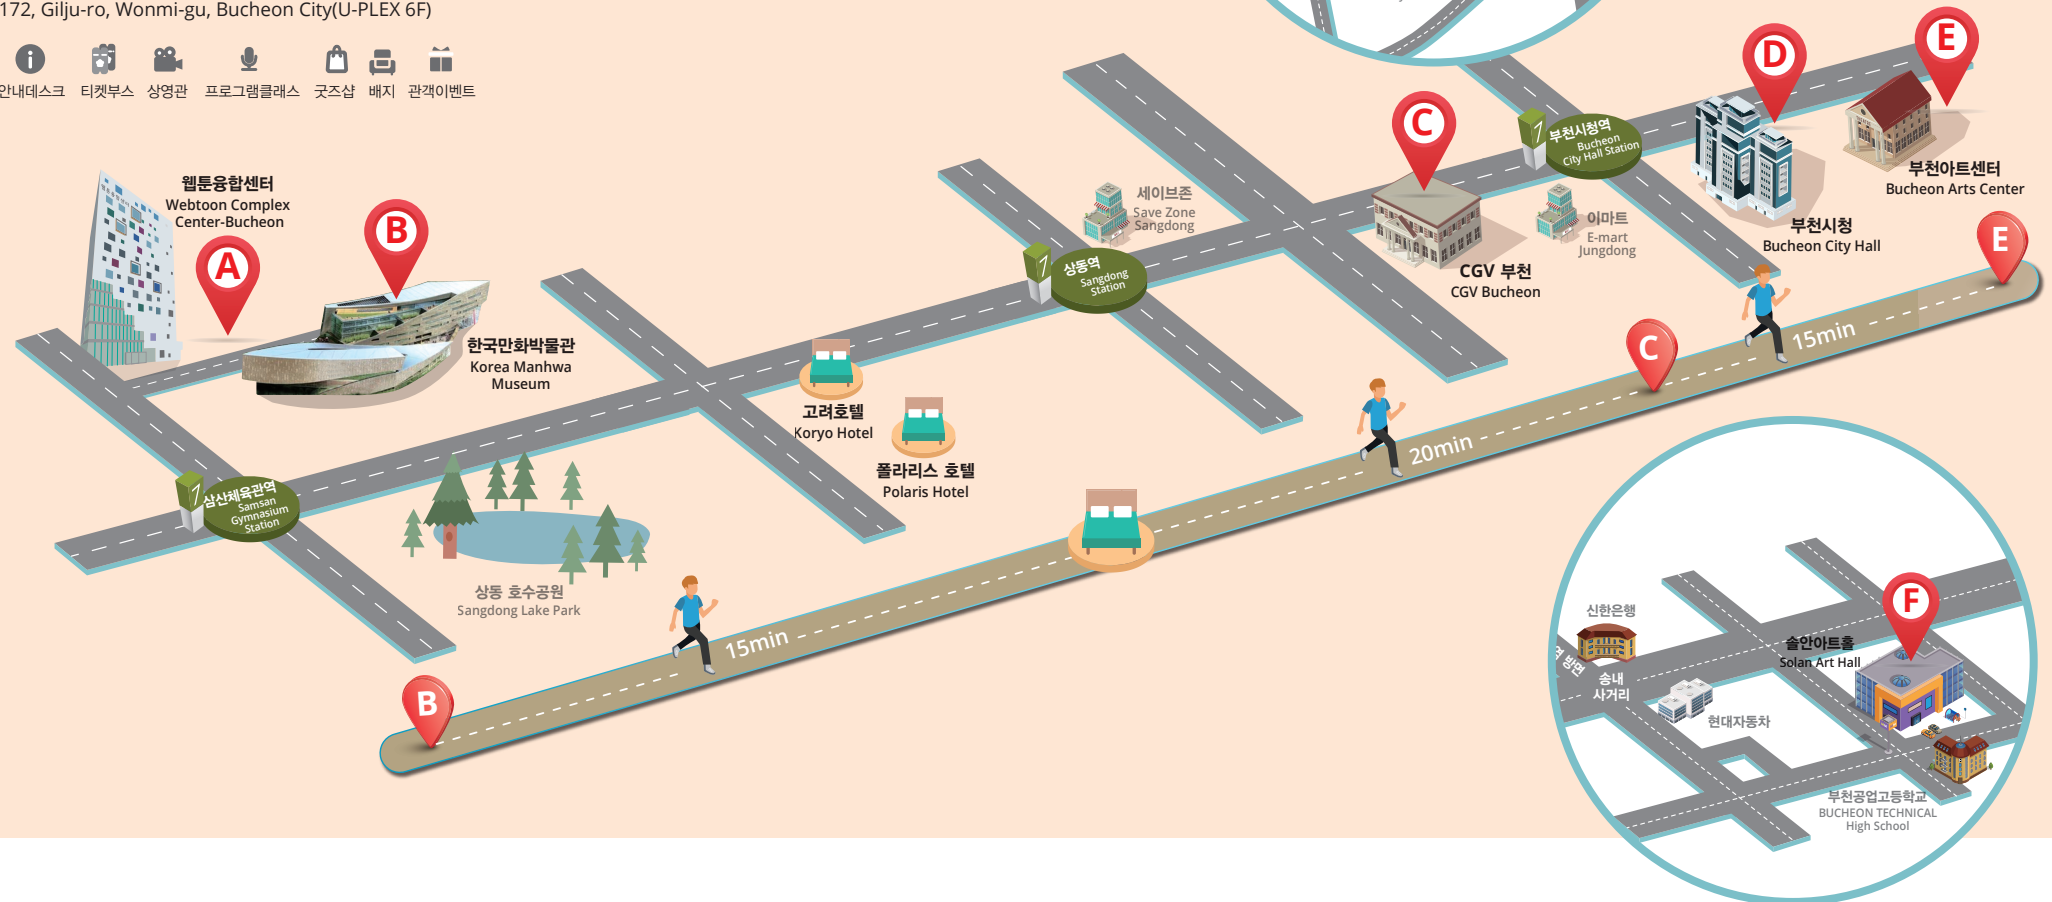 172, Gilju-ro, Wonmi-gu, Bucheon City(U-PLEX 6F)
안내데스크
티켓부스
상영관
프로그램클래스
굿즈샵
배지
관객이벤트
웹툰융합센터
Webtoon Complex
Center-Bucheon
A
B
한국만화박물관
Korea Manhwa
Museum
7
삼산체육관역
Samsan
Gymnasium
Station
상동 호수공원
Sangdong Lake Park
고려호텔
Koryo Hotel
폴라리스 호텔
Polaris Hotel
세이브존
Save Zone
Sangdong
7
상동역
Sangdong
Station
C
CGV 부천
CGV Bucheon
7
부천시청역
Bucheon
City Hall Station
이마트
E-mart
Jungdong
D
부천시청
Bucheon City Hall
E
부천아트센터
Bucheon Arts Center
B
15min
20min
C
15min
E
신한은행
역 방면
송내
사거리
현대자동차
솔안아트홀
Solan Art Hall
F
부천공업고등학교
BUCHEON TECHNICAL
High School